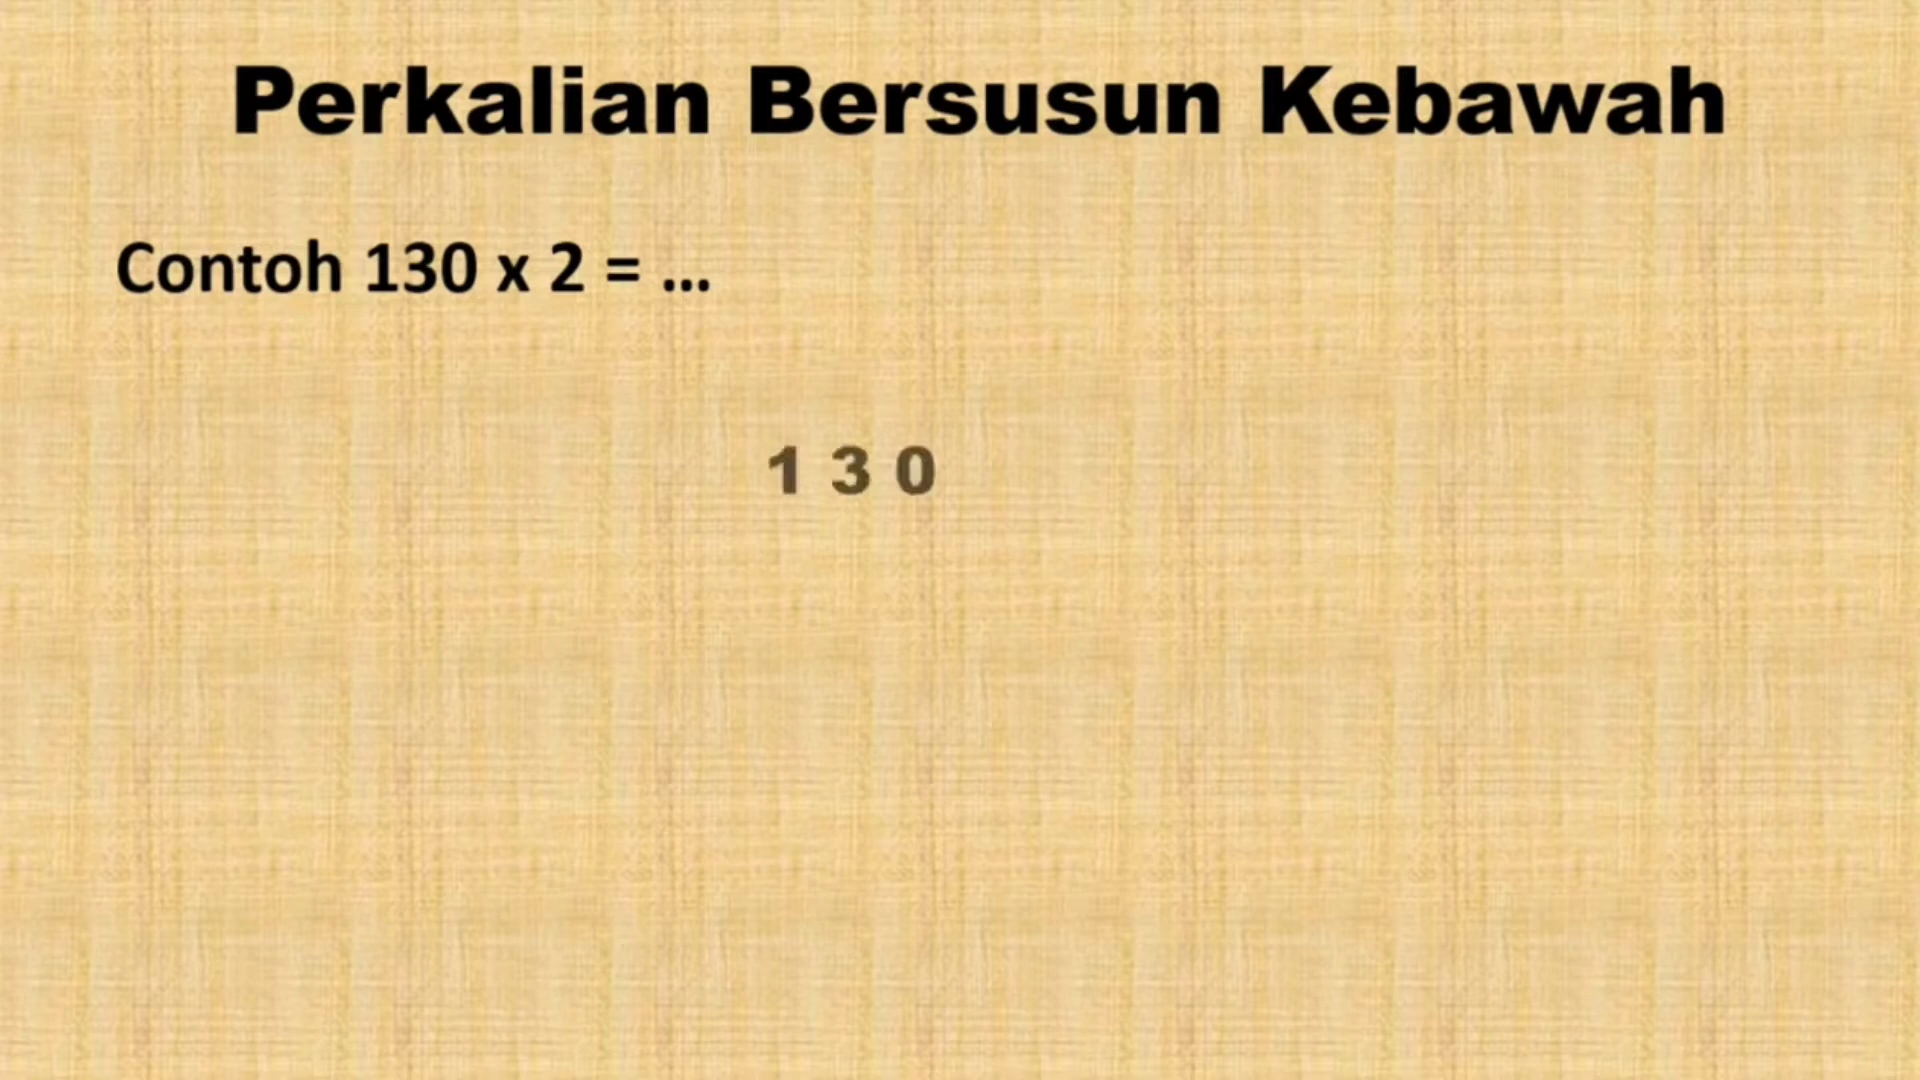 Perkalian Bersusun Kebawah
Contoh 130 x 2 = ...
1 3 0